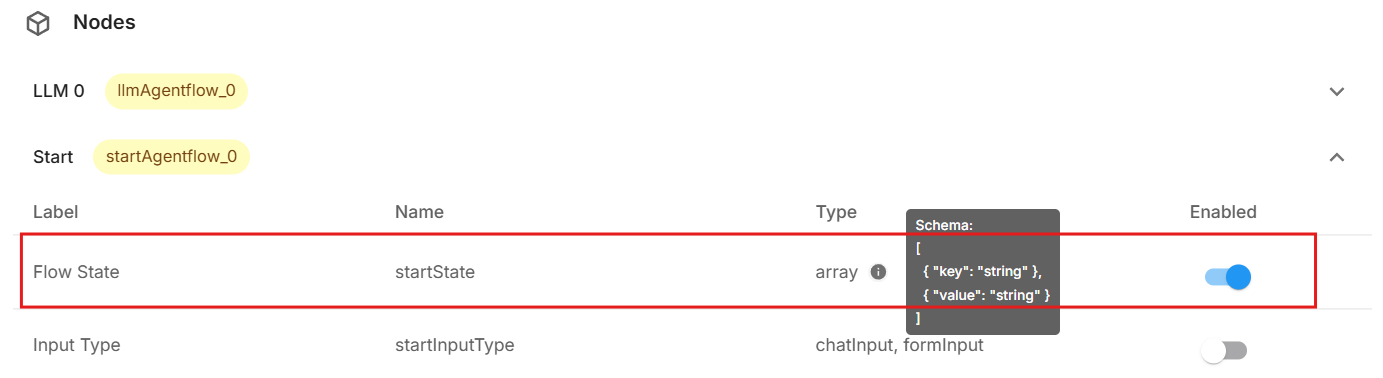 Nodes
LLM 0 llmAgentflow_0
Start startAgentflow_0
Label Name Type Enabled
Schema:
[
{ "key": "string" },
{ "value": "string" }
]
Flow State startState array
Input Type startInputType chatInput, formInput